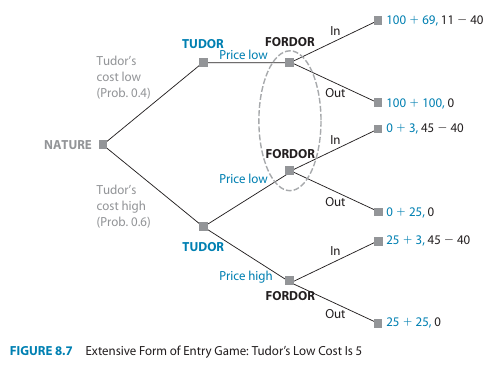 In
100 + 69, 11 − 40
TUDOR
FORDOR
Price low
Tudor's
cost low
(Prob. 0.4)
Out
100 + 100, 0
0 + 3, 45 − 40
In
NATURE
FORDOR
Price low
Tudor's
cost high
(Prob. 0.6)
Out
0 + 25, 0
TUDOR
In
25 + 3, 45 − 40
Price high
FORDOR
Out
25 + 25, 0
FIGURE 8.7 Extensive Form of Entry Game: Tudor's Low Cost Is 5